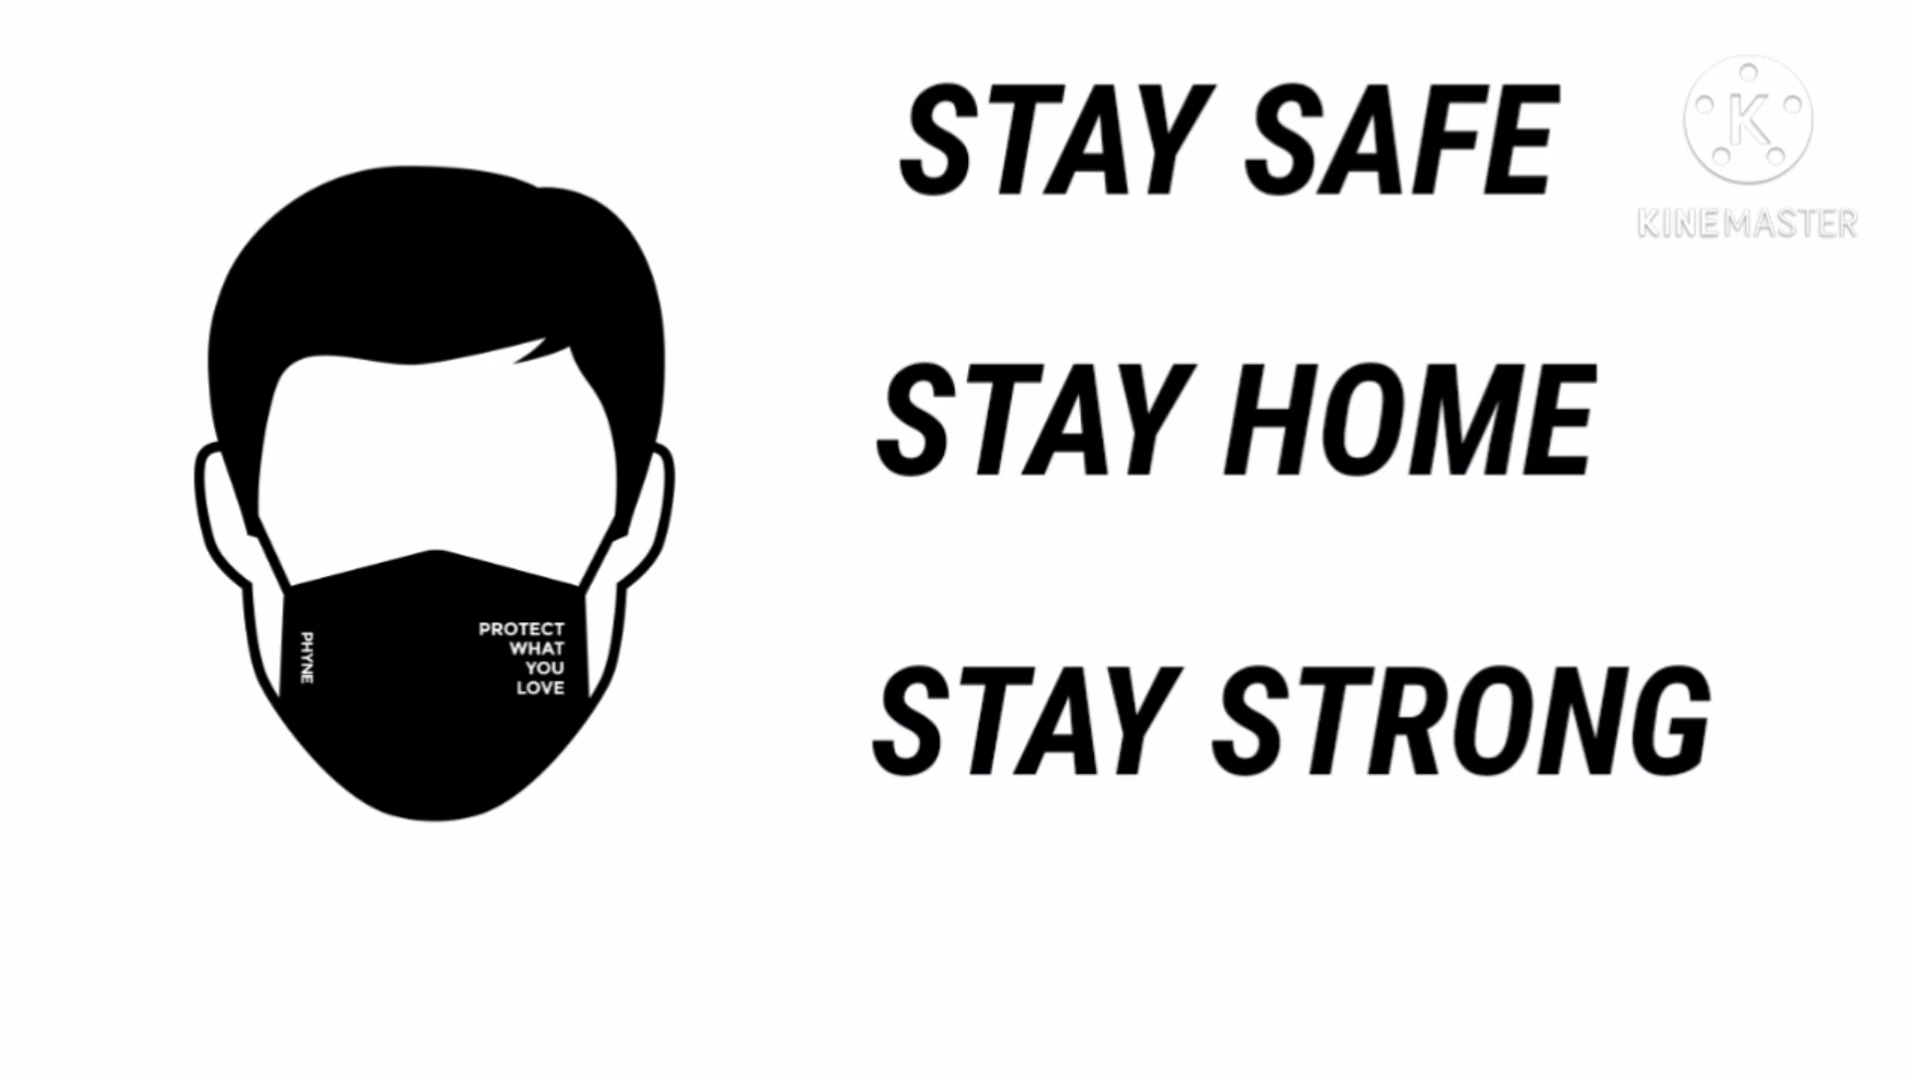 STAY SAFE
K
KINEMASTER
STAY HOME
STAY STRONG
PHYNE
PROTECT
WHAT
YOU
LOVE